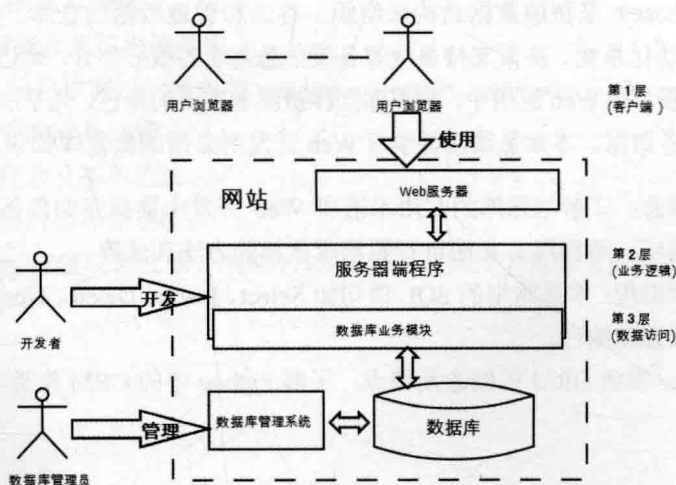 用户浏览器
用户浏览器
第1层
(客户端)
使用
网站
Web服务器
服务器端程序
第2层
(业务逻辑)
开发
开发者
数据库业务模块
第3层
(数据访问)
管理
数据库管理系统
数据库
数据库管理员